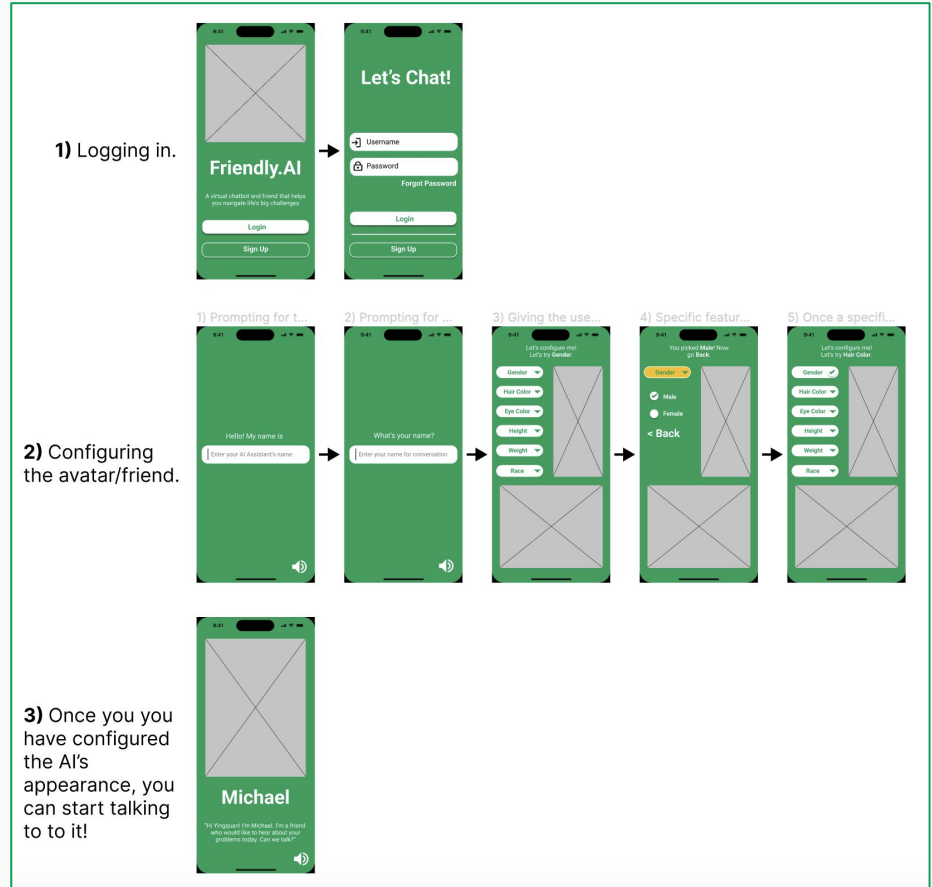 9:41
9:41
Let's Chat!
1) Logging in.
Username
Password
Forgot Password
Friendly.AI
A virtual chatbot and friend that helps
you navigate life's big challenges
Login
Sign Up
Login
Sign Up
1) Prompting for t...
2) Prompting for ...
3) Giving the use...
4) Specific featur...
5) Once a specifi...
9:41
9:41
9:41
9:41
9:41
2) Configuring
the avatar/friend.
Hello! My name is
Enter your AI Assistant's name
What's your name?
Enter your name for conversation
Let's configure me!
Let's try Gender.
Gender
Hair Color
Eye Color
Height
Weight
Race
You picked Male! Now
go Back.
Gender
Male
Female
< Back
Let's configure me!
Let's try Hair Color.
Gender
Hair Color
Eye Color
Height
Weight
Race
3) Once you you
have configured
the AI's
appearance, you
can start talking
to to it!
9:41
Michael
"Hi Yingquan! I'm Michael. I'm a friend
who would like to hear about your
problems today. Can we talk?"